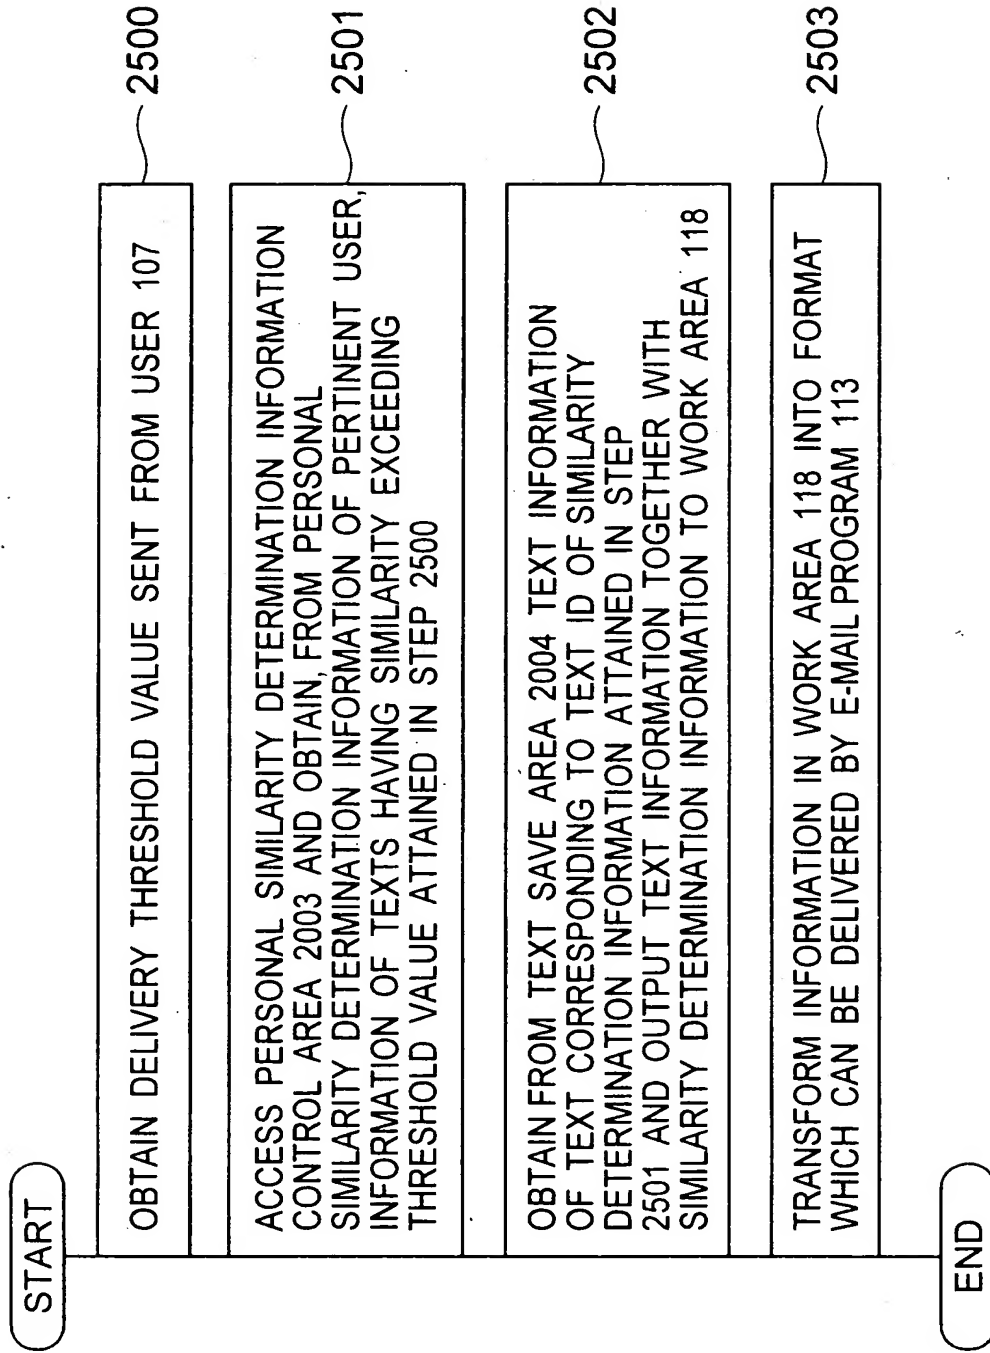 START
OBTAIN DELIVERY THRESHOLD VALUE SENT FROM USER 107
2500
ACCESS PERSONAL SIMILARITY DETERMINATION INFORMATION
CONTROL AREA 2003 AND OBTAIN, FROM PERSONAL
SIMILARITY DETERMINATION INFORMATION OF PERTINENT USER,
INFORMATION OF TEXTS HAVING SIMILARITY EXCEEDING
THRESHOLD VALUE ATTAINED IN STEP 2500
2501
OBTAIN FROM TEXT SAVE AREA 2004 TEXT INFORMATION
OF TEXT CORRESPONDING TO TEXT ID OF SIMILARITY
DETERMINATION INFORMATION ATTAINED IN STEP
2501 AND OUTPUT TEXT INFORMATION TOGETHER WITH
SIMILARITY DETERMINATION INFORMATION TO WORK AREA 118
2502
TRANSFORM INFORMATION IN WORK AREA 118 INTO FORMAT
WHICH CAN BE DELIVERED BY E-MAIL PROGRAM 113
2503
END